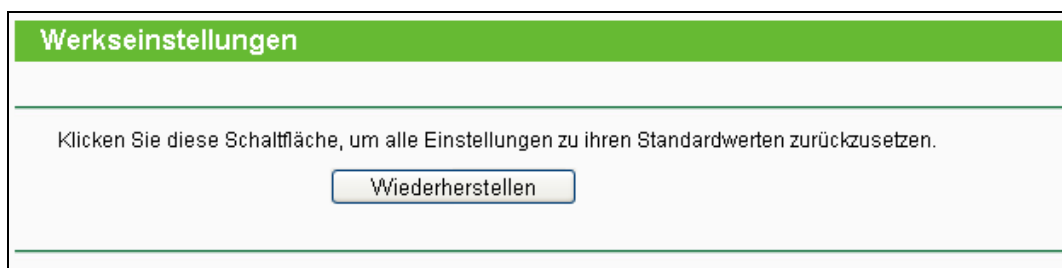 Werkseinstellungen
Klicken Sie diese Schaltfläche, um alle Einstellungen zu ihren Standardwerten zurückzusetzen.
Wiederherstellen